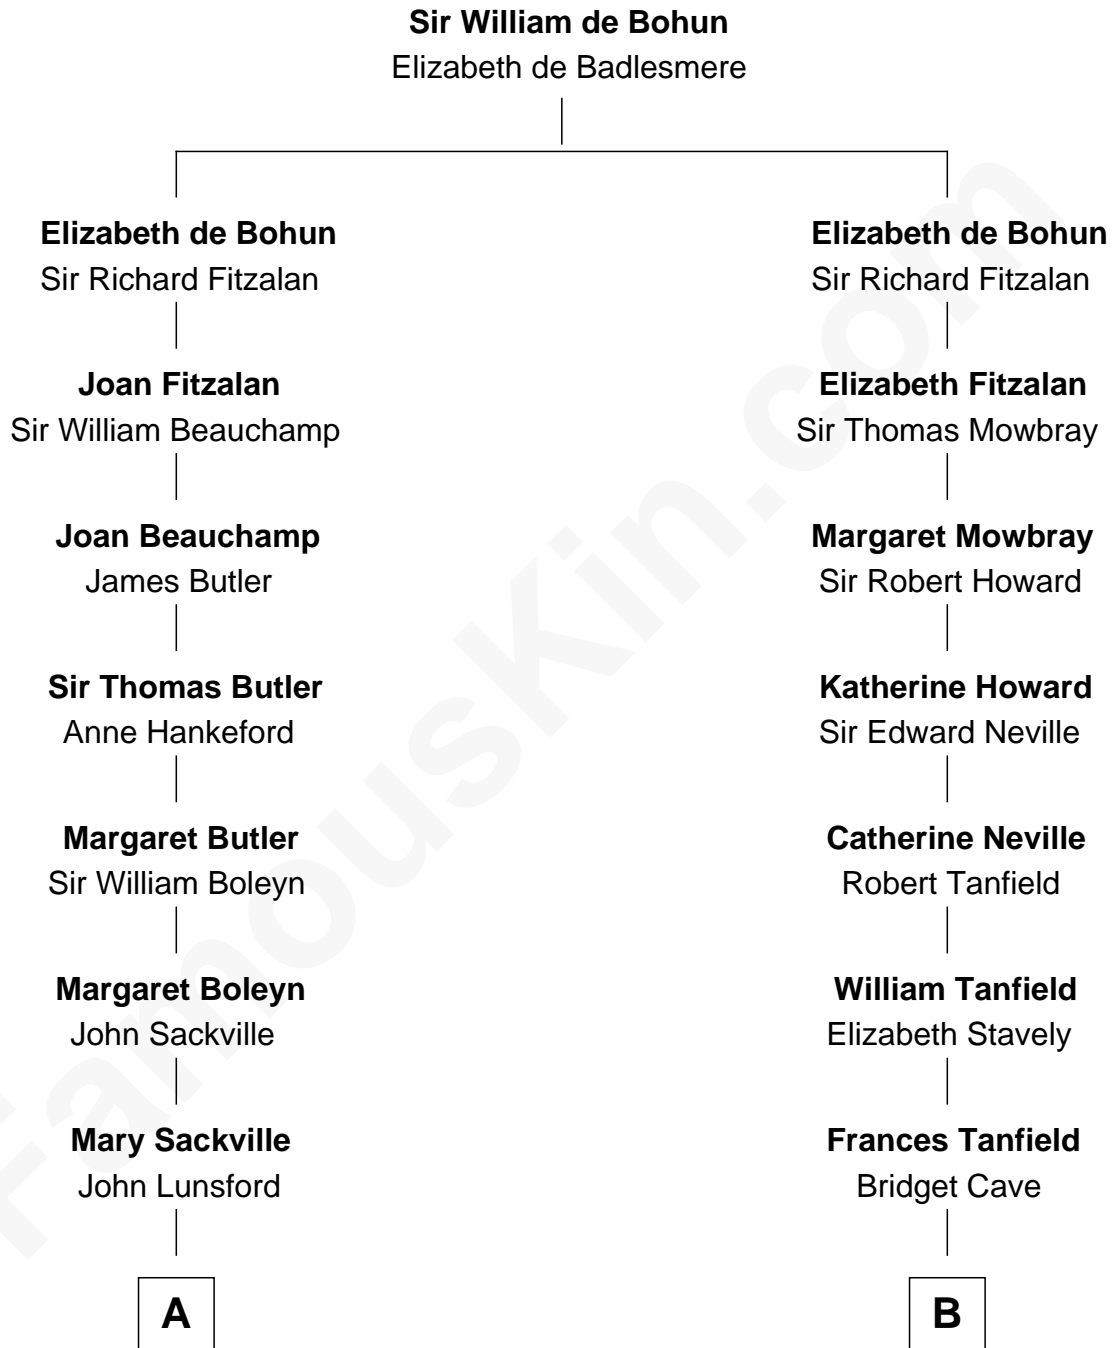 Sir William de Bohun
Elizabeth de Badlesmere
Elizabeth de Bohun
Sir Richard Fitzalan
Elizabeth de Bohun
Sir Richard Fitzalan
Joan Fitzalan
Sir William Beauchamp
Elizabeth Fitzalan
Sir Thomas Mowbray
Joan Beauchamp
James Butler
Margaret Mowbray
Sir Robert Howard
Sir Thomas Butler
Anne Hankeford
Katherine Howard
Sir Edward Neville
Margaret Butler
Sir William Boleyn
Catherine Neville
Robert Tanfield
Margaret Boleyn
John Sackville
William Tanfield
Elizabeth Stavely
Mary Sackville
John Lunsford
Frances Tanfield
Bridget Cave
A
B
FamousKin.com